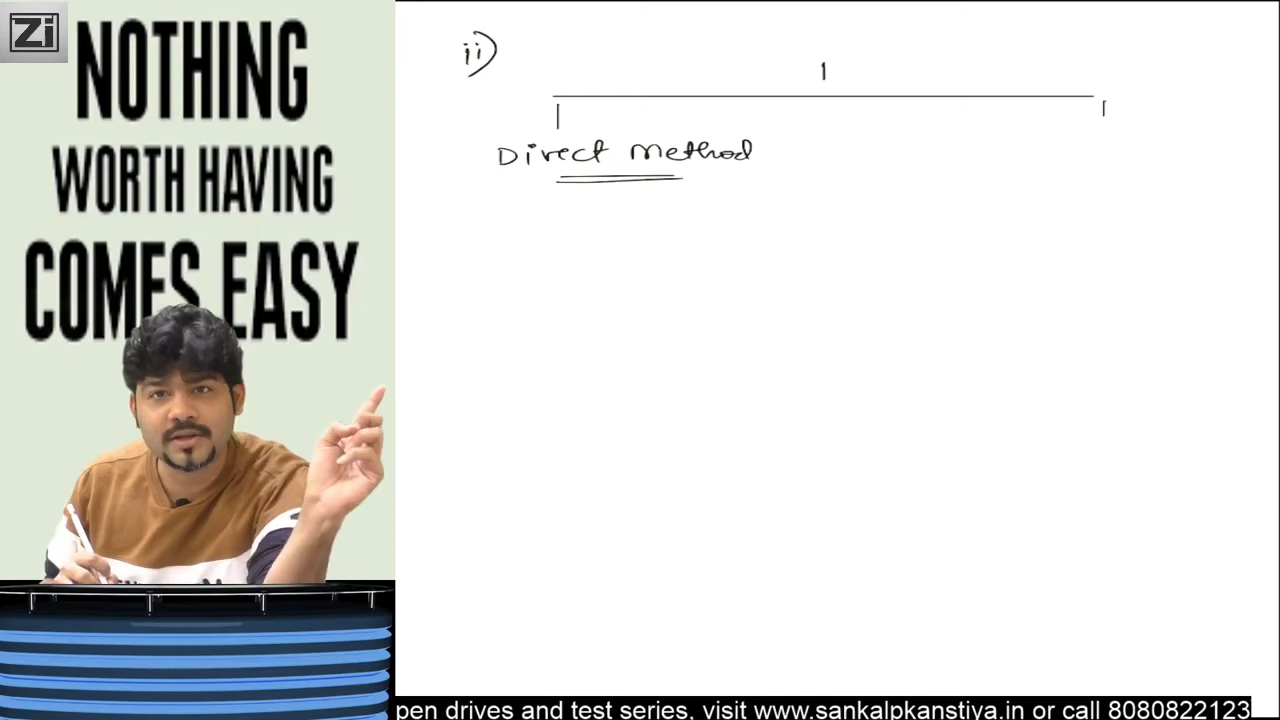 Zi
NOTHING
WORTH HAVING
COMES EASY
ii)
Direct Method
pen drives and test series, visit www.sankalpkanstiya.in or call 8080822123